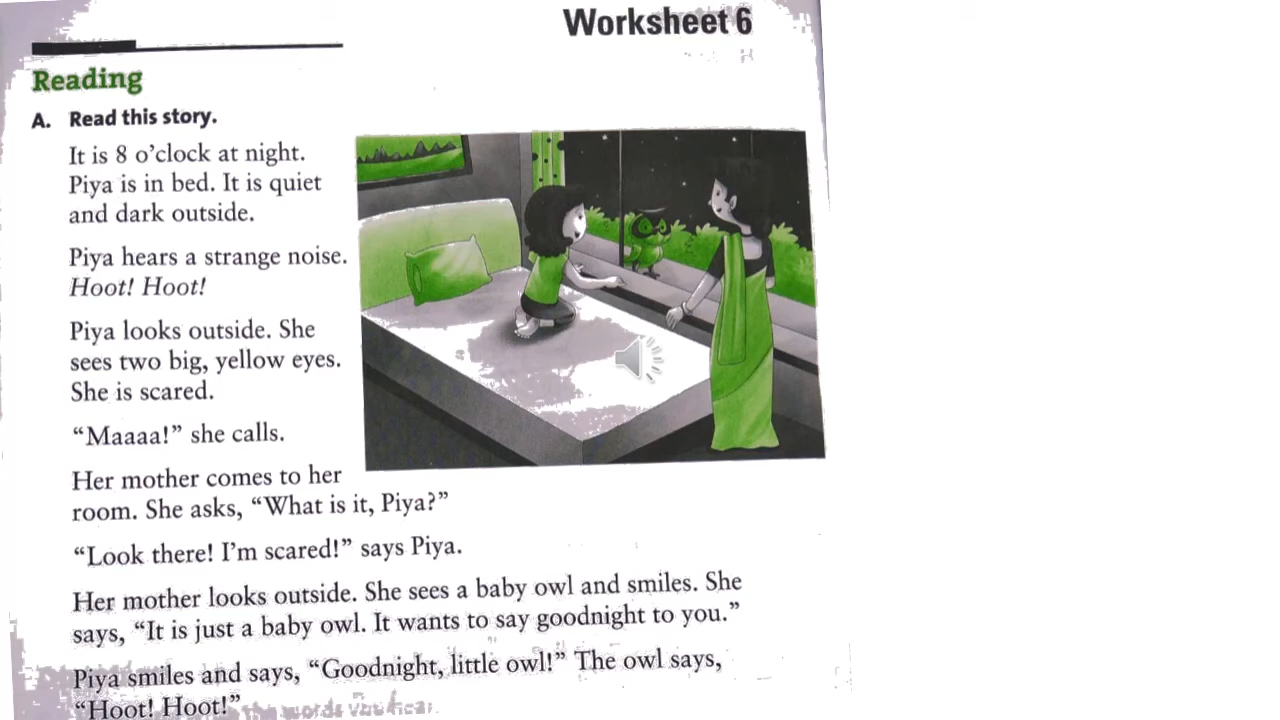 Worksheet 6
Reading
A. Read this story.
It is 8 o'clock at night.
Piya is in bed. It is quiet
and dark outside.
Piya hears a strange noise.
Hoot! Hoot!
Piya looks outside. She
sees two big, yellow eyes.
She is scared.
“Maaaa!” she calls.
Her mother comes to her
room. She asks, “What is it, Piya?”
“Look there! I'm scared!” says Piya.
Her mother looks outside. She sees a baby owl and smiles. She
says, “It is just a baby owl. It wants to say goodnight to you.”
Piya smiles and says, “Goodnight, little owl!” The owl says,
“Hoot! Hoot!”
the words you hear.